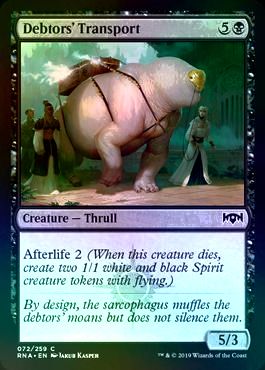 Debtors' Transport 5
Creature — Thrull
Afterlife 2 (When this creature dies,
create two 1/1 white and black Spirit
creature tokens with flying.)
By design, the sarcophagus muffles the
debtors' moans but does not silence them.
5/3
072/259 C
RNA • EN Jakub Kasper
™ & © 2019 Wizards of the Coast